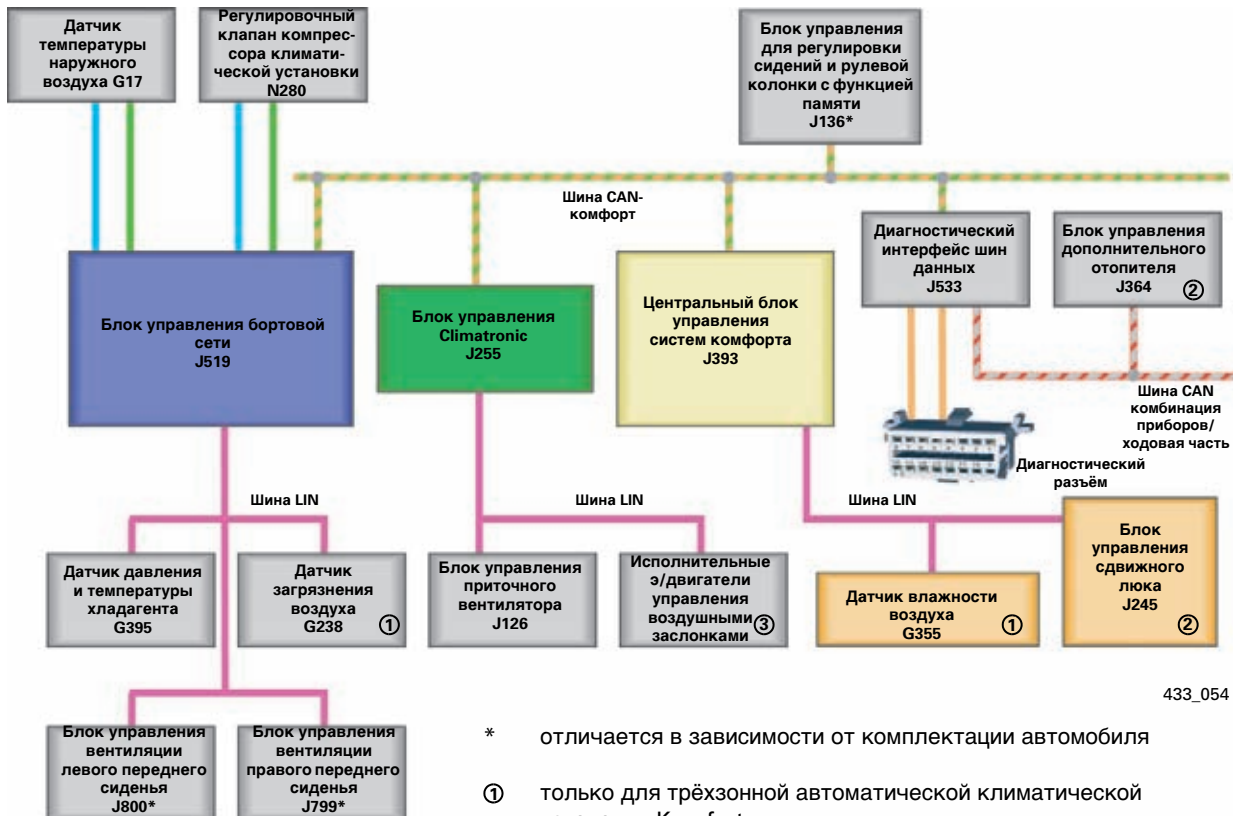 Датчик
температуры
наружного
воздуха G17
Регулировочный
клапан компрес-
сора климати-
ческой установки
N280
Блок управления
для регулировки
сидений и рулевой
колонки с функцией
памяти
J136*
Шина CAN-
комфорт
Блок управления бортовой
сети
J519
Блок управления
Climatronic
J255
Центральный блок
управления
систем комфорта
J393
Диагностический
интерфейс шин
данных
J533
Блок управления
дополнительного
отопителя
J364 ②
Шина CAN
комбинация
приборов/
ходовая часть
Диагностический
разъём
Шина LIN
Шина LIN
Шина LIN
Датчик давления
и температуры
хладагента
G395
Датчик
загрязнения
воздуха
G238 ①
Блок управления
приточного
вентилятора
J126
Исполнительные
э/двигатели
управления
воздушными
заслонками ③
Датчик влажности
воздуха
G355 ①
Блок
управления
сдвижного
люка
J245
②
433_054
Блок управления
вентиляции
левого переднего
сиденья
J800*
Блок управления
вентиляции
правого переднего
сиденья
J799*
* отличается в зависимости от комплектации автомобиля
① только для трёхзонной автоматической климатической